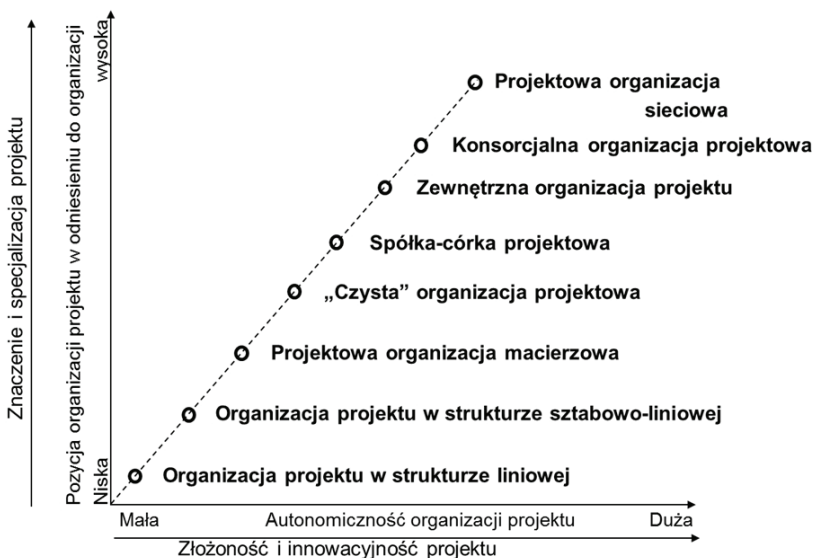 Znaczenie i specjalizacja projektu
Pozycja organizacji projektu w odniesieniu do organizacji
wysoka
Niska
Projektowa organizacja
sieciowa
Konsorcjalna organizacja projektowa
Zewnętrzna organizacja projektu
Spółka-córka projektowa
„Czysta” organizacja projektowa
Projektowa organizacja macierzowa
Organizacja projektu w strukturze sztabowo-liniowej
Organizacja projektu w strukturze liniowej
Mała Autonomiczność organizacji projektu Duża
Złożoność i innowacyjność projektu